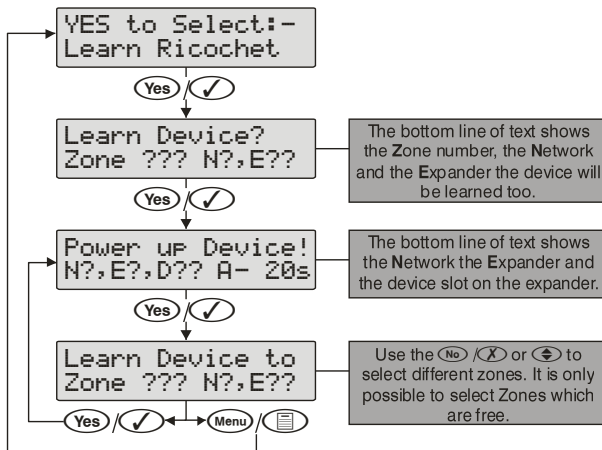 YES to Select:-
Learn Ricochet
Yes /
Learn Device?
Zone ??? N?,E??
The bottom line of text shows
the Zone number, the Network
and the Expander the device will
be learned too.
Yes /
Power up Device!
N?,E?,D?? A- 20s
The bottom line of text shows
the Network the Expander and
the device slot on the expander.
Yes /
Learn Device to
Zone ??? N?,E??
Use the No / or to
select different zones. It is only
possible to select Zones which
are free.
Yes / Menu /